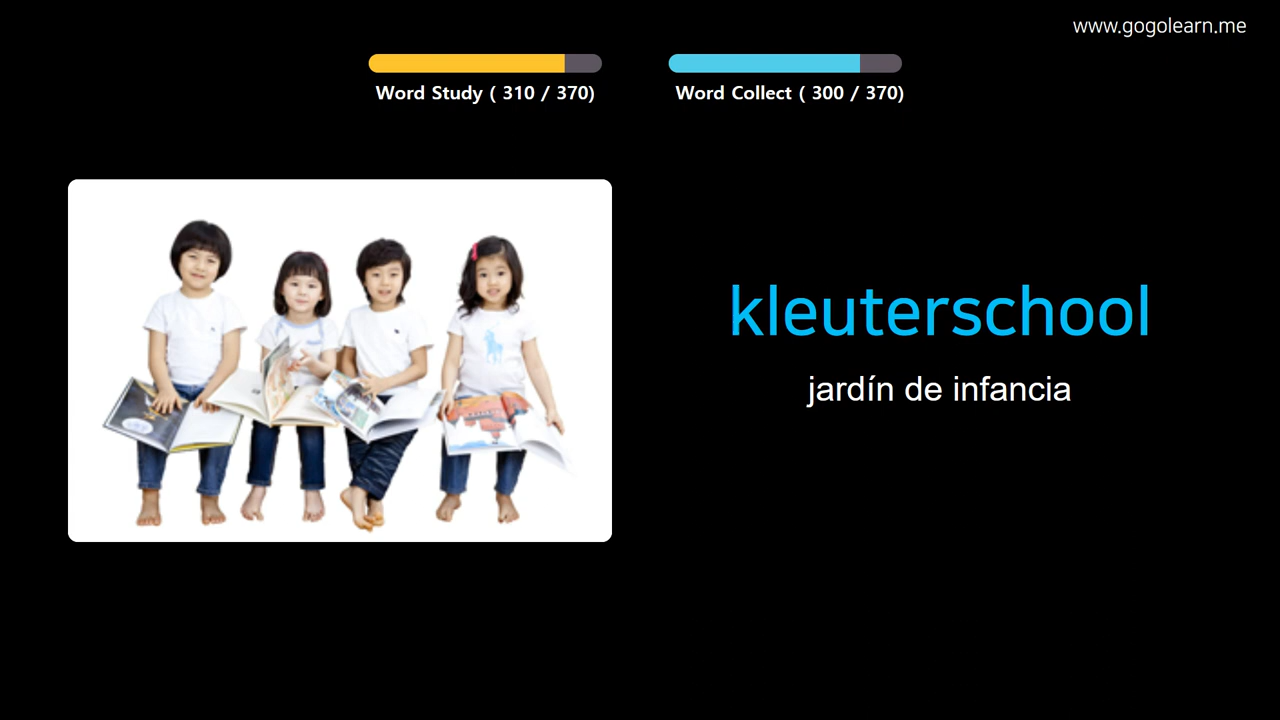 www.gogolearn.me
Word Study ( 310 / 370)
Word Collect ( 300 / 370)
kleuterschool
jardín de infancia